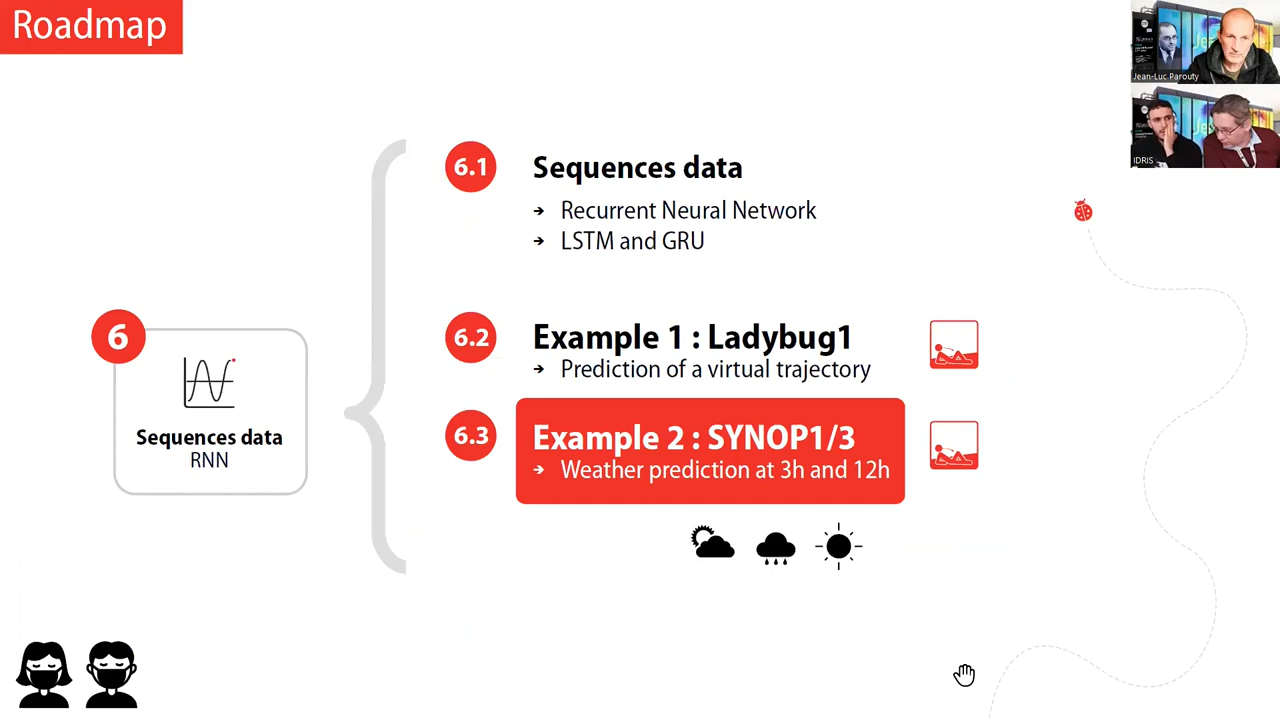 Roadmap
Jean-Luc Parouty
IDRIS
6.1
Sequences data
➔ Recurrent Neural Network
➔ LSTM and GRU
6
Sequences data
RNN
6.2
Example 1 : Ladybug1
➔ Prediction of a virtual trajectory
6.3
Example 2 : SYNOP1/3
➔ Weather prediction at 3h and 12h